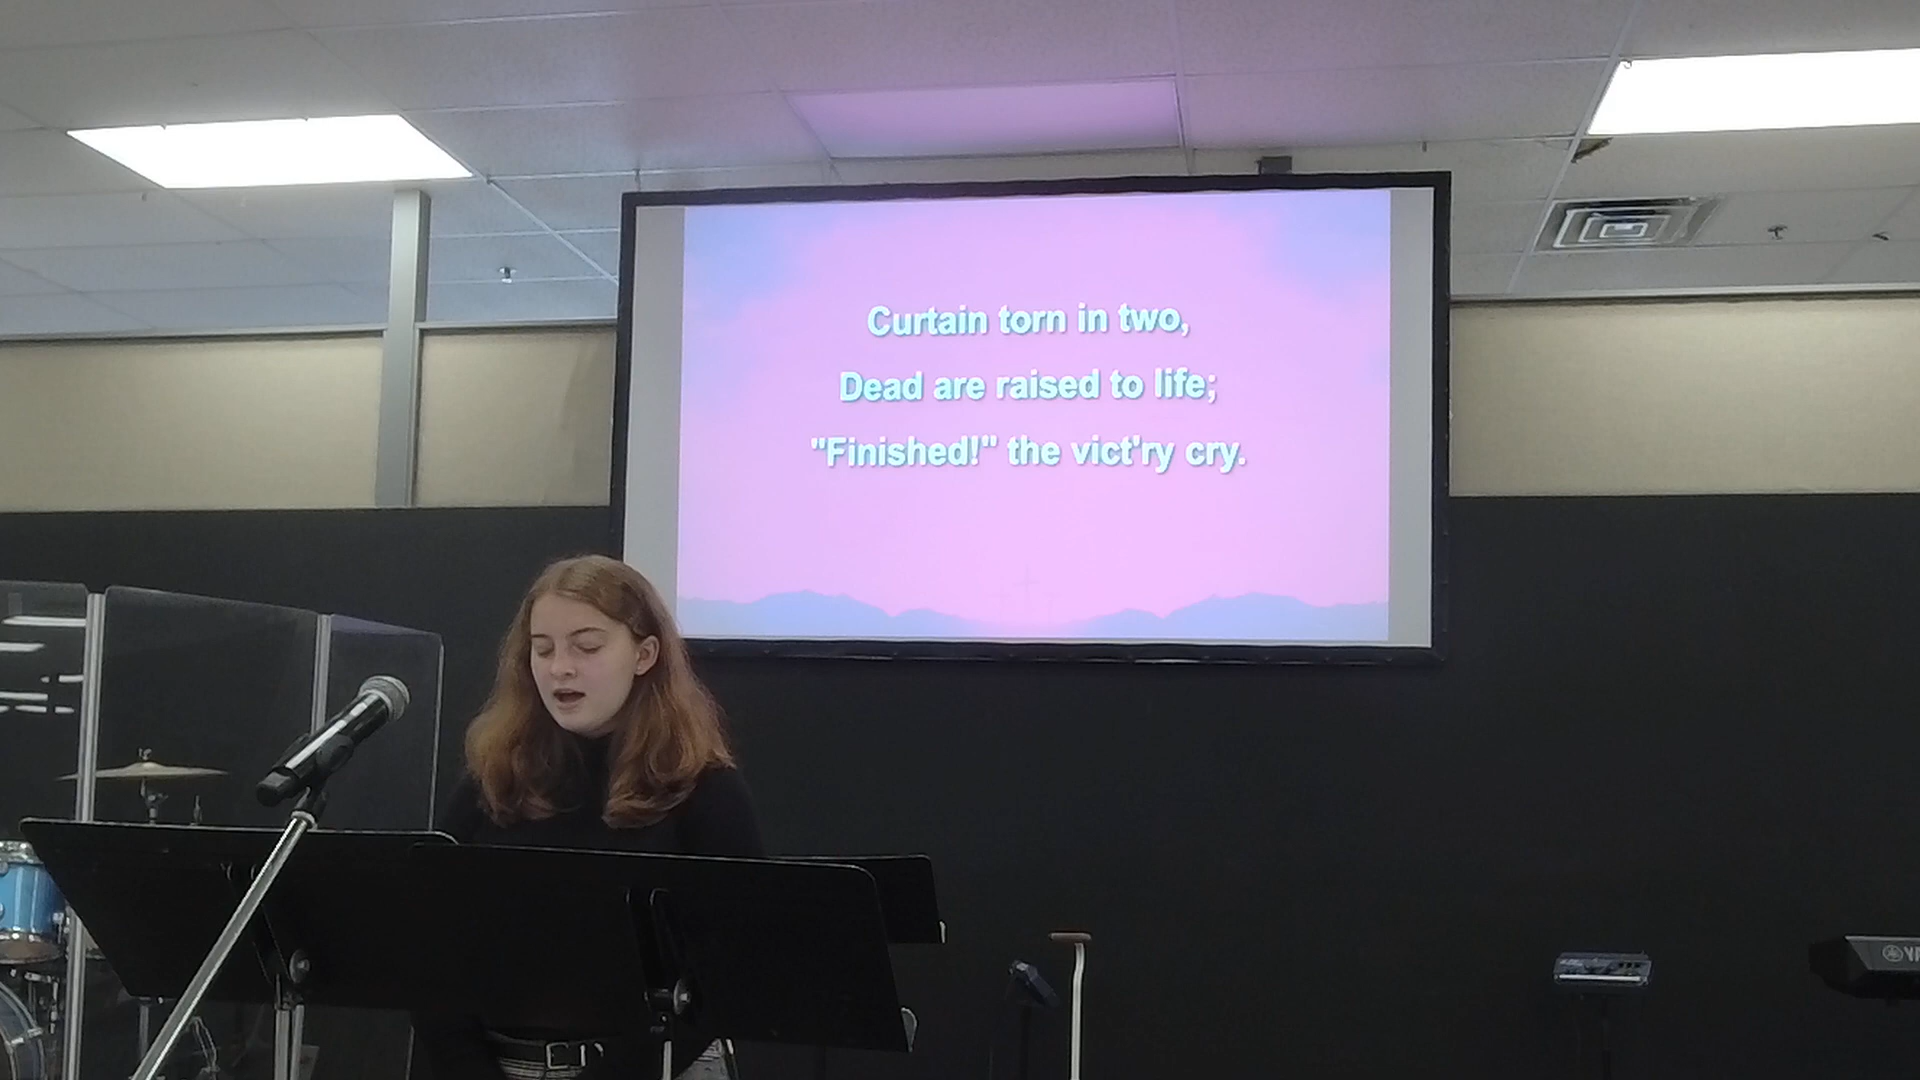 Curtain torn in two,
Dead are raised to life;
"Finished!" the vict'ry cry.